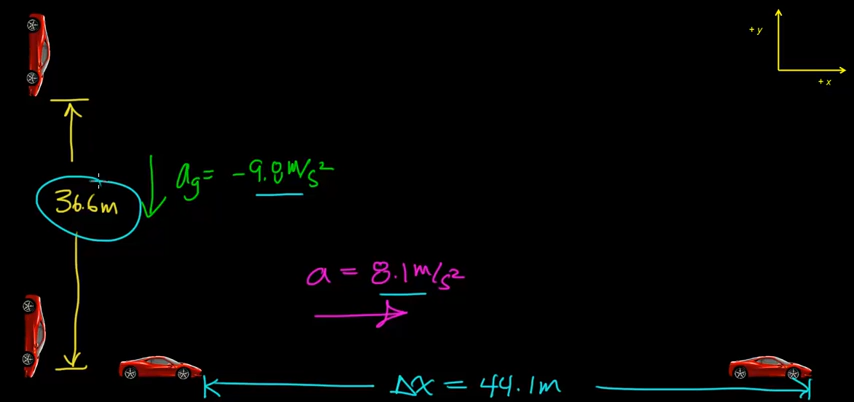 + y
+ x
ag = -9.8m/s²
36.6m
a = 8.1m/s²
Δx = 44.1m